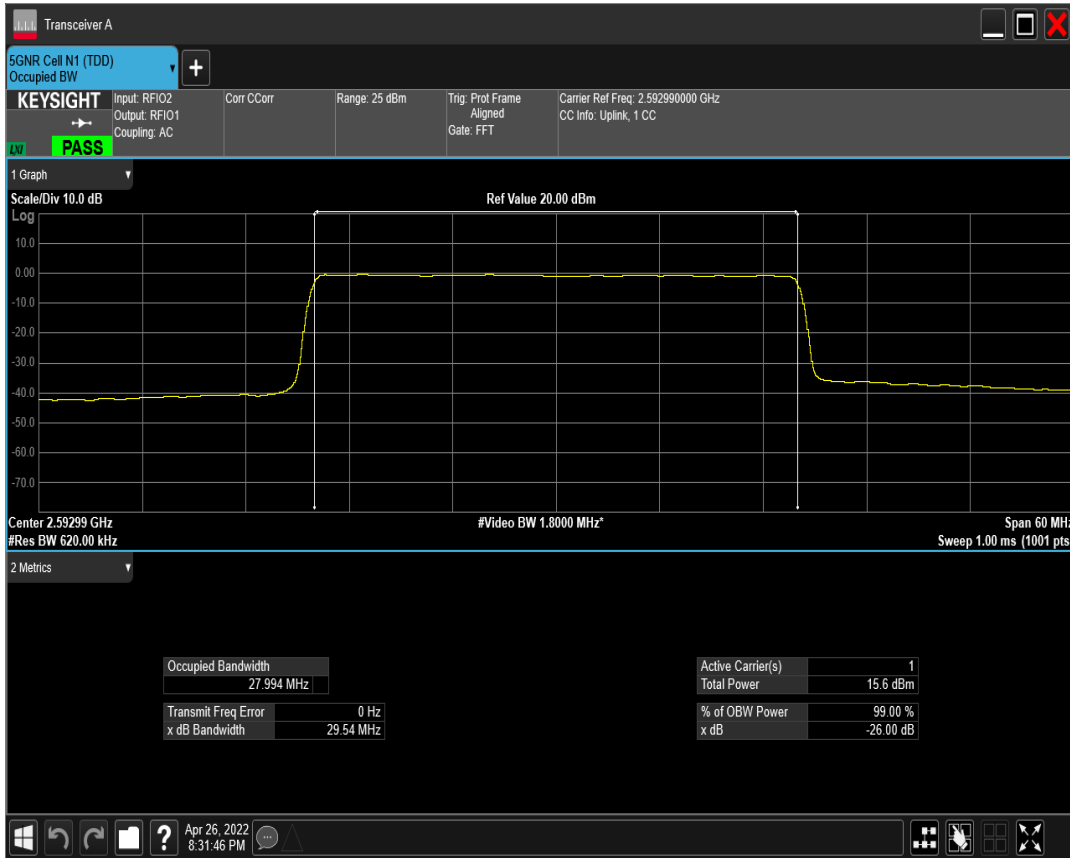 Transceiver A
5GNR Cell N1 (TDD)
Occupied BW
KEYSIGHT
LXI
PASS
Input: RFIO2
Output: RFIO1
Coupling: AC
Corr CCorr
Range: 25 dBm
Trig: Prot Frame
Aligned
Gate: FFT
Carrier Ref Freq: 2.592990000 GHz
CC Info: Uplink, 1 CC
1 Graph
Scale/Div 10.0 dB
Ref Value 20.00 dBm
Log
10.0
0.00
-10.0
-20.0
-30.0
-40.0
-50.0
-60.0
-70.0
Center 2.59299 GHz
#Video BW 1.8000 MHz*
Span 60 MHz
#Res BW 620.00 kHz
Sweep 1.00 ms (1001 pts
2 Metrics
Occupied Bandwidth
27.994 MHz
Transmit Freq Error 0 Hz
x dB Bandwidth 29.54 MHz
Active Carrier(s) 1
Total Power 15.6 dBm
% of OBW Power 99.00 %
x dB -26.00 dB
?
Apr 26, 2022
8:31:46 PM